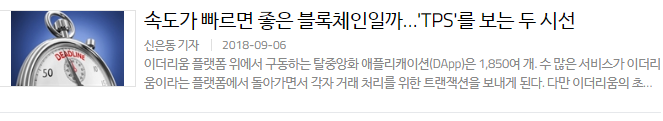 속도가 빠르면 좋은 블록체인일까…'TPS'를 보는 두 시선
신은동 기자 | 2018-09-06
이더리움 플랫폼 위에서 구동하는 탈중앙화 애플리캐이션(DApp)은 1,850여 개. 수 많은 서비스가 이더리
움이라는 플랫폼에서 돌아가면서 각자 거래 처리를 위한 트랜잭션을 보내게 된다. 다만 이더리움의 초…
DEADLINE
50